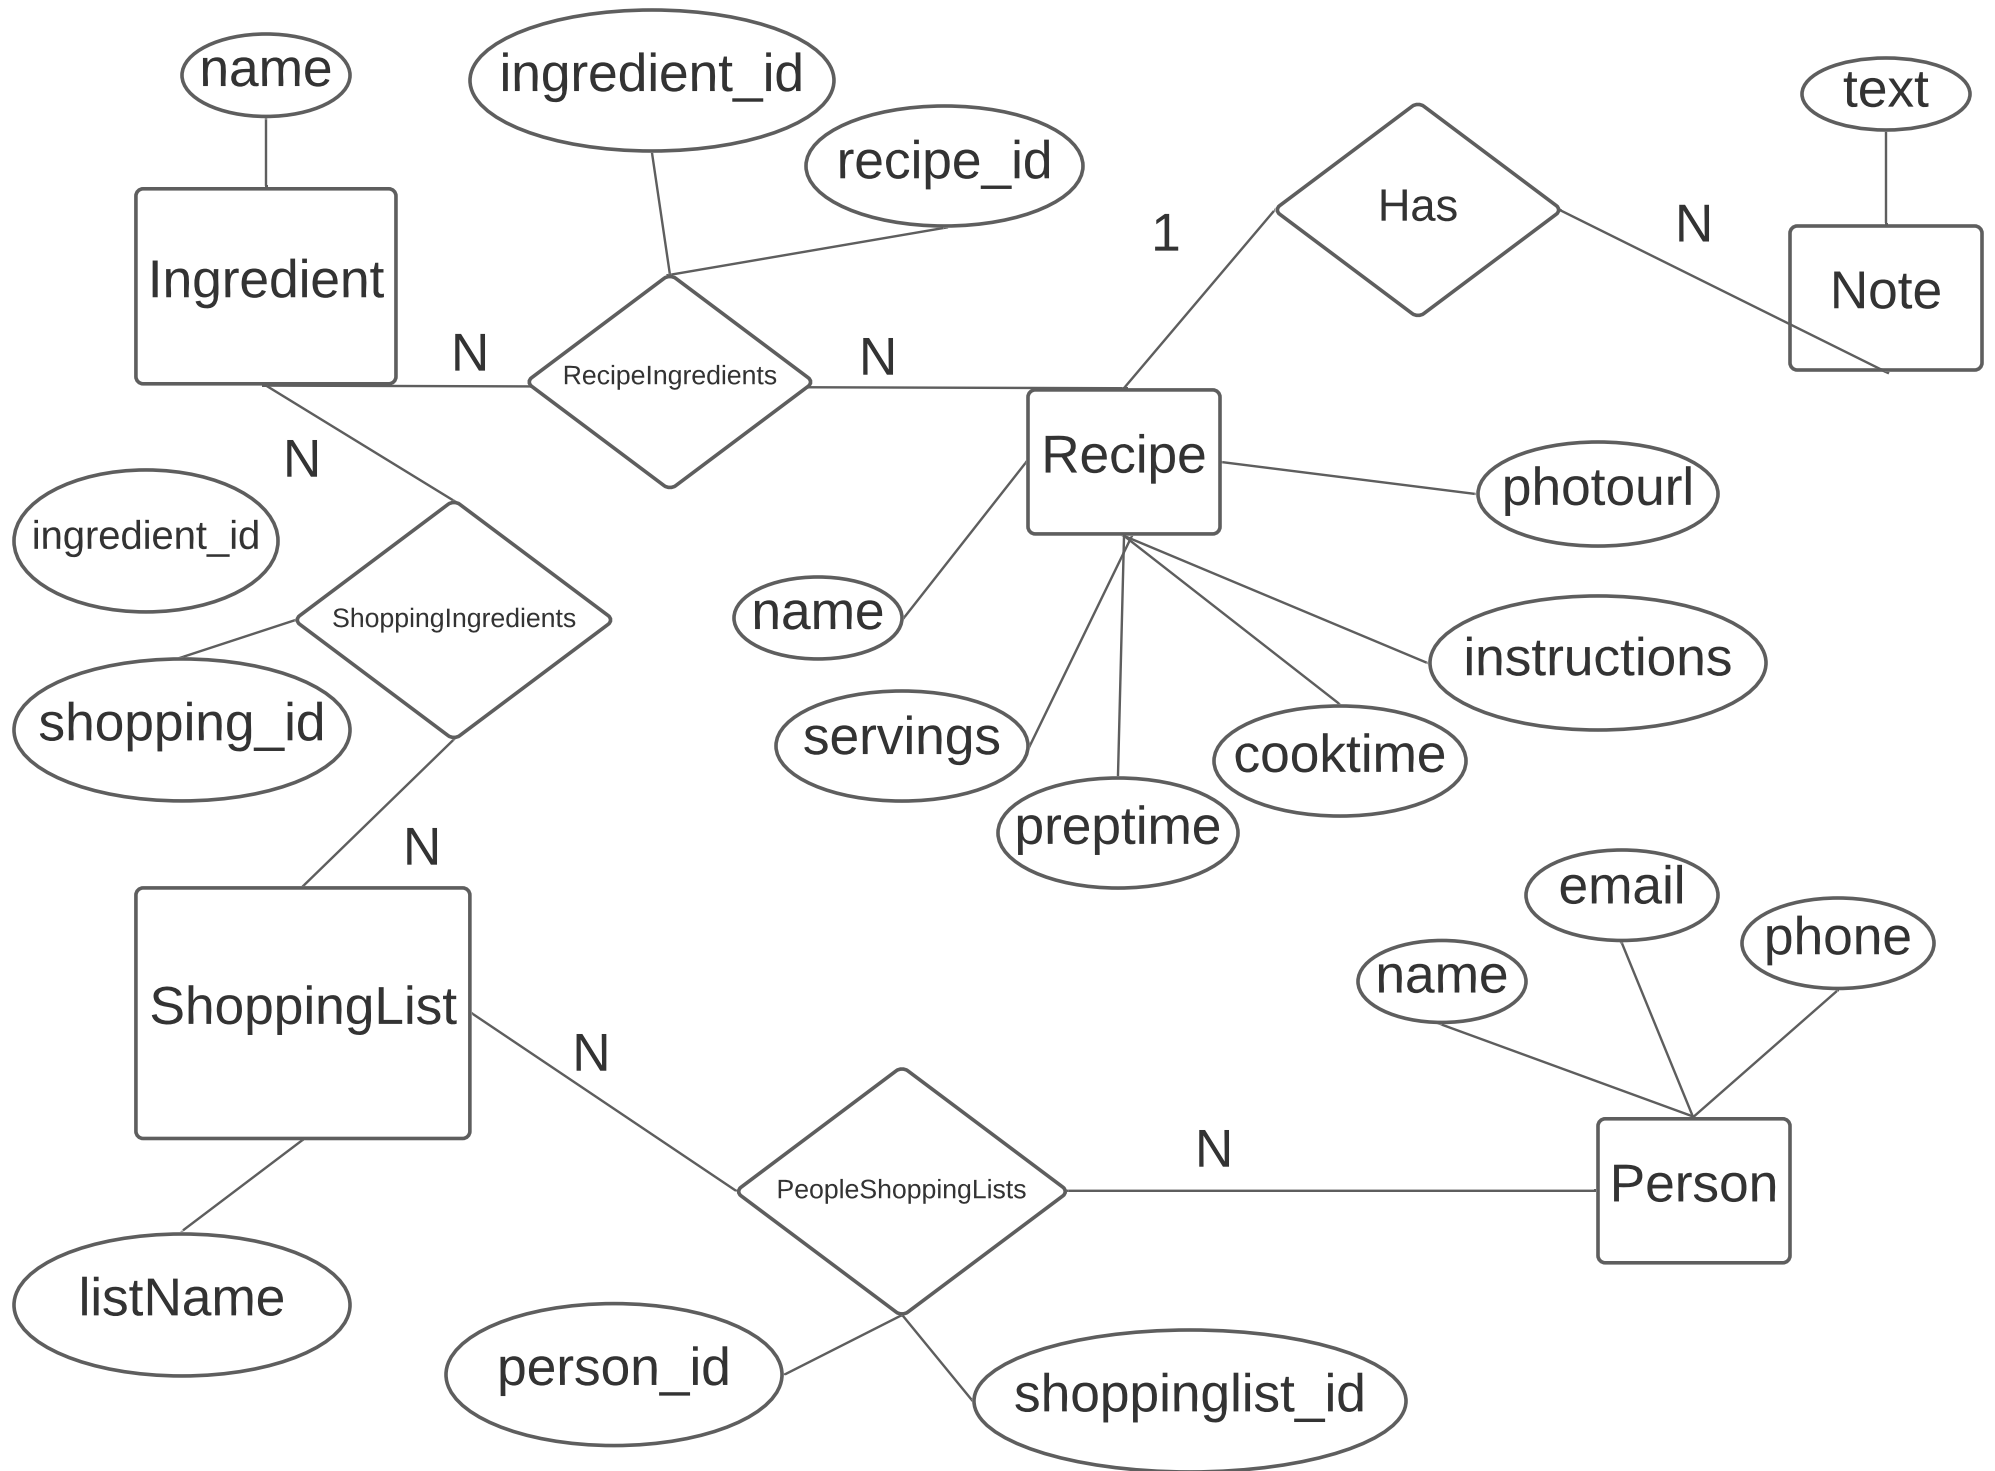 name
ingredient_id
recipe_id
text
Has
1
N
Ingredient
Note
N
RecipeIngredients
N
Recipe
N
photourl
ingredient_id
ShoppingIngredients
name
instructions
shopping_id
servings
cooktime
preptime
N
email
phone
name
ShoppingList
N
PeopleShoppingLists
N
Person
listName
person_id
shoppinglist_id